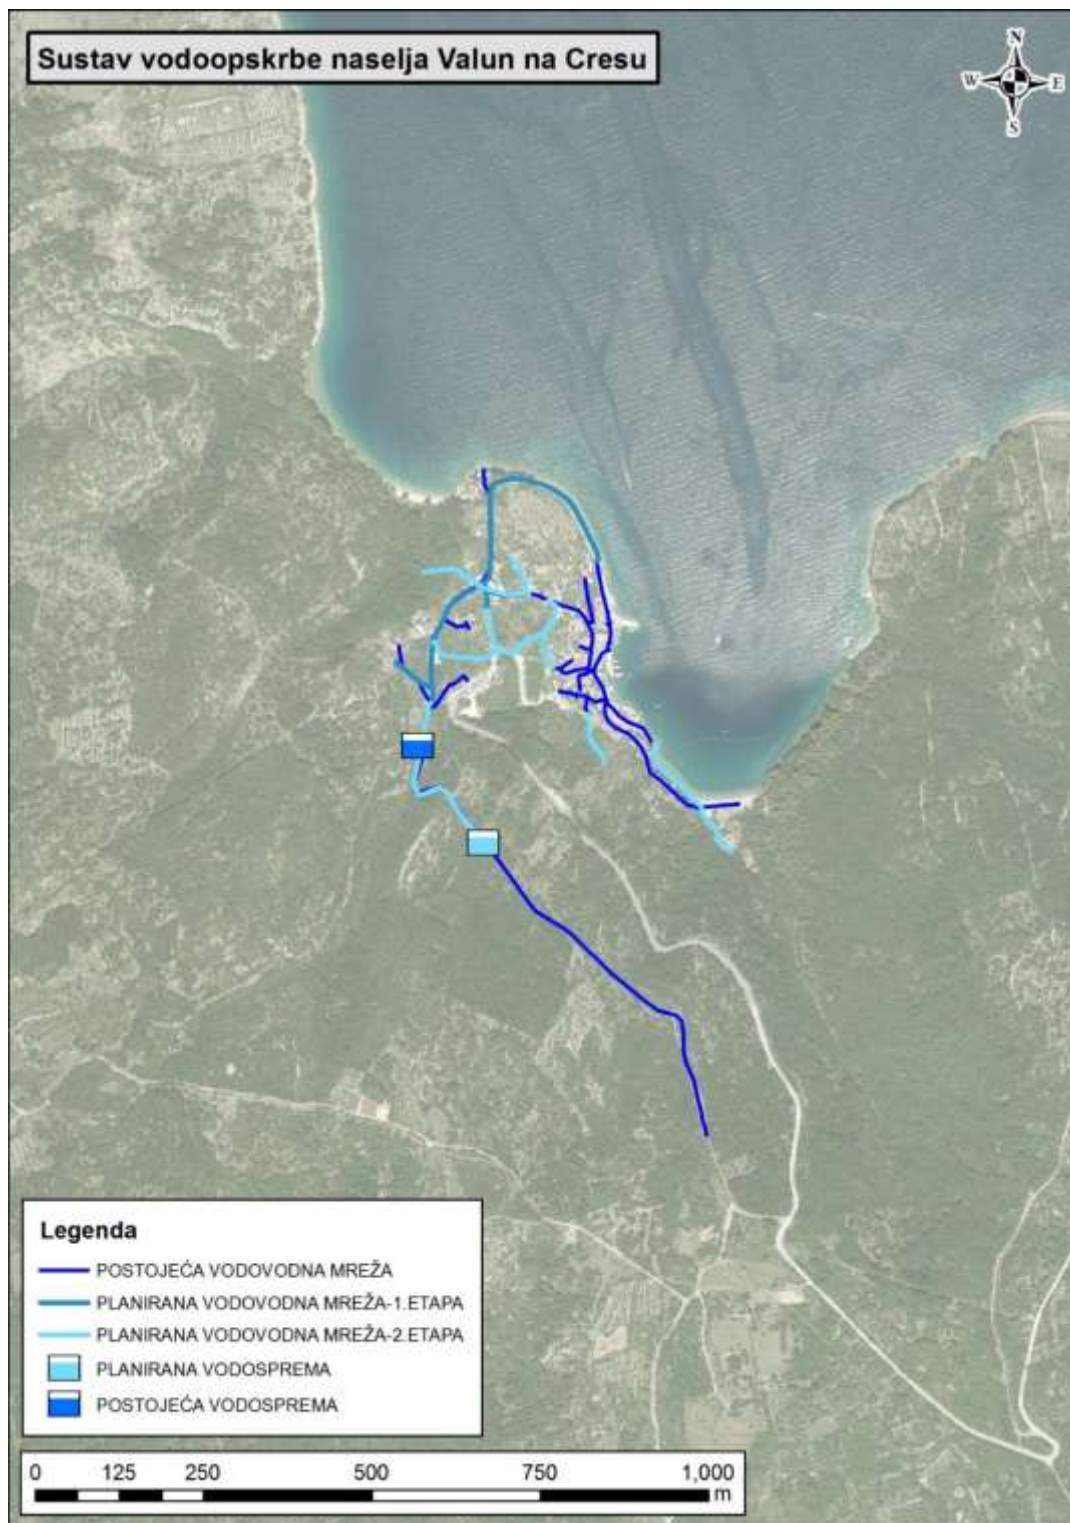 Sustav vodoopskrbe naselja Valun na Cresu
N
W E
S
Legenda
POSTOJEĆA VODOVODNA MREŽA
PLANIRANA VODOVODNA MREŽA-1.ETAPA
PLANIRANA VODOVODNA MREŽA-2.ETAPA
PLANIRANA VODOSPREMA
POSTOJEĆA VODOSPREMA
0 125 250 500 750 1,000
m